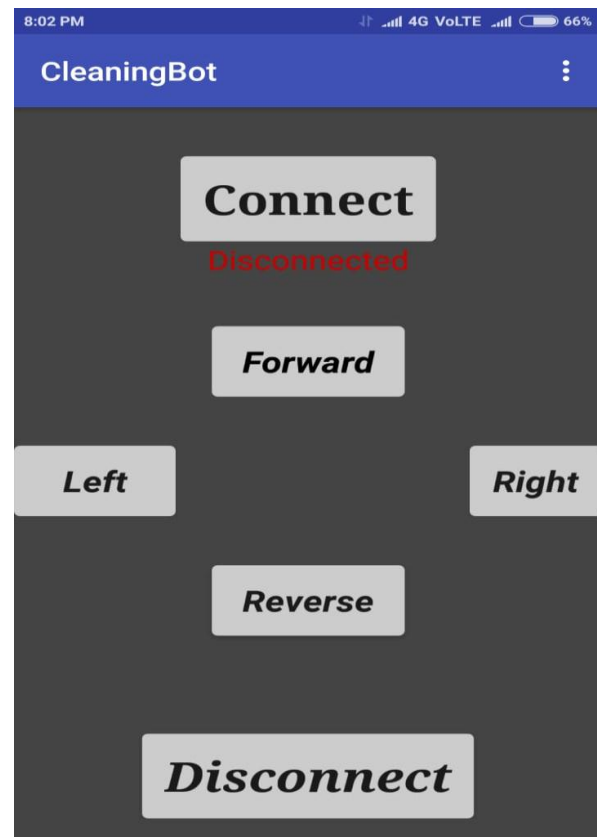 8:02 PM 4G VoLTE 66%
CleaningBot
Connect
Disconnected
Forward
Left Right
Reverse
Disconnect